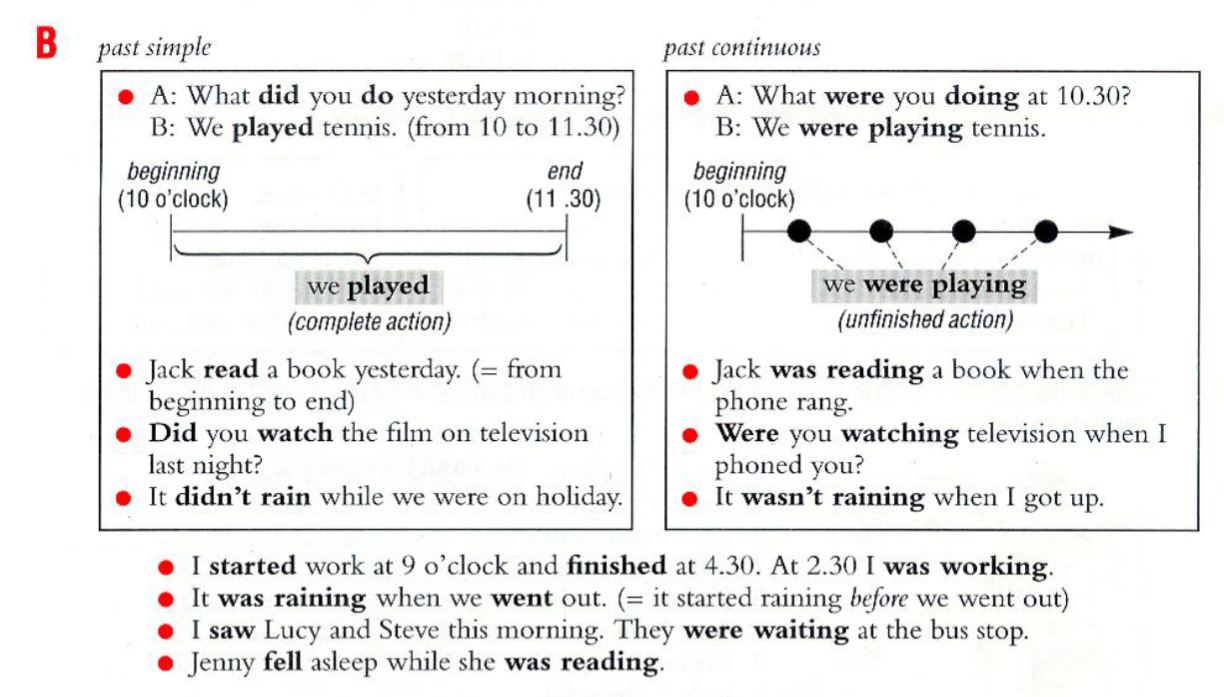 B
past simple
● A: What did you do yesterday morning?
B: We played tennis. (from 10 to 11.30)
beginning
(10 o'clock)
end
(11 .30)
we played
(complete action)
● Jack read a book yesterday. (= from
beginning to end)
● Did you watch the film on television
last night?
● It didn't rain while we were on holiday.
past continuous
● A: What were you doing at 10.30?
B: We were playing tennis.
beginning
(10 o'clock)
we were playing
(unfinished action)
● Jack was reading a book when the
phone rang.
● Were you watching television when I
phoned you?
● It wasn't raining when I got up.
● I started work at 9 o'clock and finished at 4.30. At 2.30 I was working.
● It was raining when we went out. (= it started raining before we went out)
● I saw Lucy and Steve this morning. They were waiting at the bus stop.
● Jenny fell asleep while she was reading.